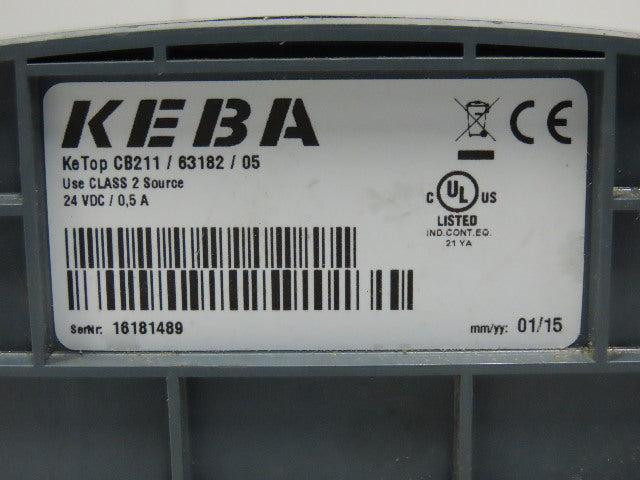 KEBA
KeTop CB211 / 63182 / 05
Use CLASS 2 Source
24 VDC / 0,5 A
CE
C UL US
LISTED
IND.CONT.EQ.
21 YA
SerNr: 16181489
mm/yy: 01/15